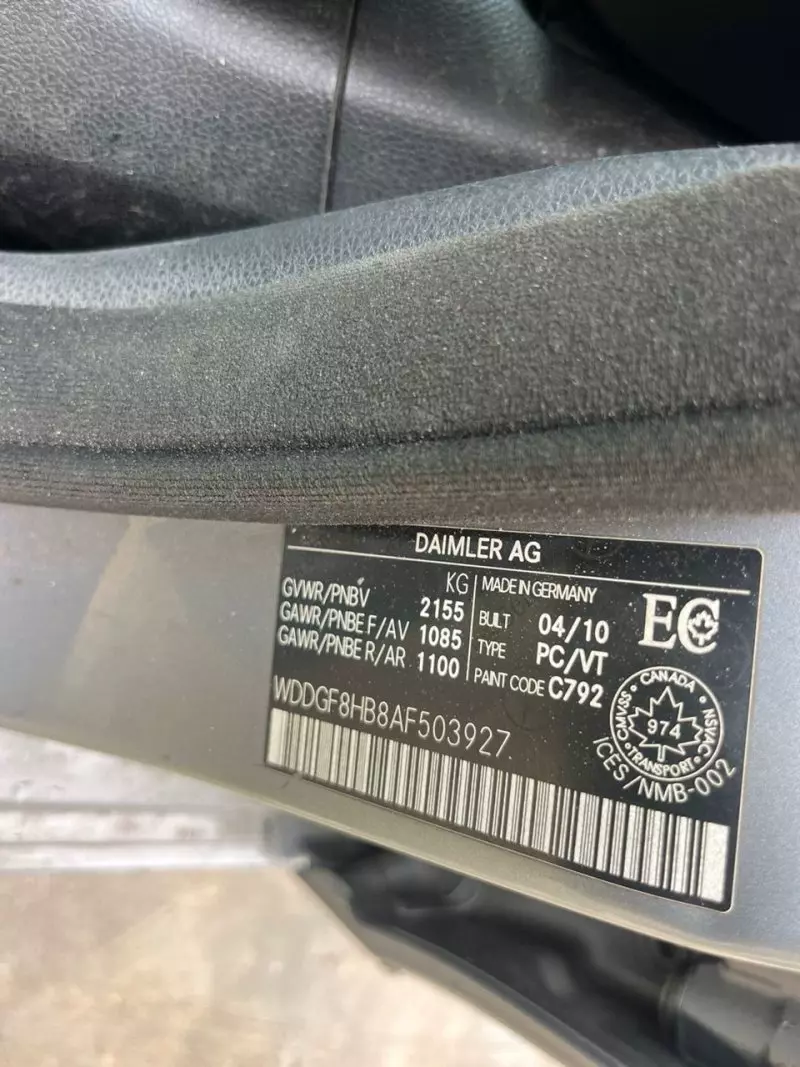 DAIMLER AG
KG
GVWR/PNBV 2155
GAWR/PNBE F/AV 1085
GAWR/PNBE R/AR 1100
MADE IN GERMANY
BUILT 04/10
TYPE PC/VT
PAINT CODE C792
EC
CANADA
CMVSS 974 NSVAC
TRANSPORT
ICES/NMB-002
WDDGF8HB8AF503927